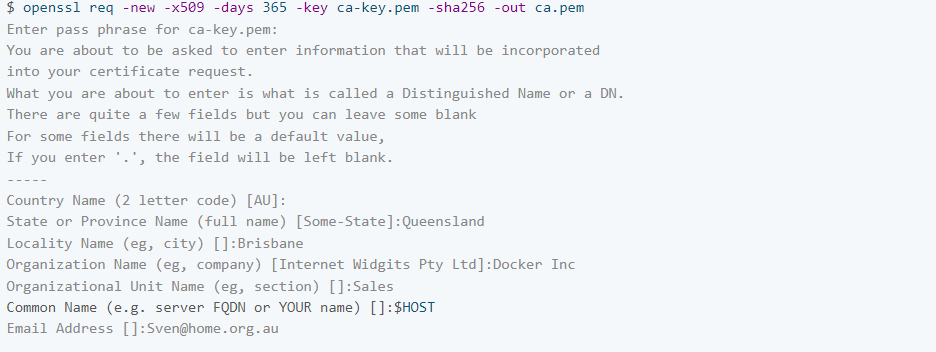 $ openssl req -new -x509 -days 365 -key ca-key.pem -sha256 -out ca.pem
Enter pass phrase for ca-key.pem:
You are about to be asked to enter information that will be incorporated
into your certificate request.
What you are about to enter is what is called a Distinguished Name or a DN.
There are quite a few fields but you can leave some blank
For some fields there will be a default value,
If you enter '.', the field will be left blank.
-----
Country Name (2 letter code) [AU]:
State or Province Name (full name) [Some-State]:Queensland
Locality Name (eg, city) []:Brisbane
Organization Name (eg, company) [Internet Widgits Pty Ltd]:Docker Inc
Organizational Unit Name (eg, section) []:Sales
Common Name (e.g. server FQDN or YOUR name) []:$HOST
Email Address []:Sven@home.org.au